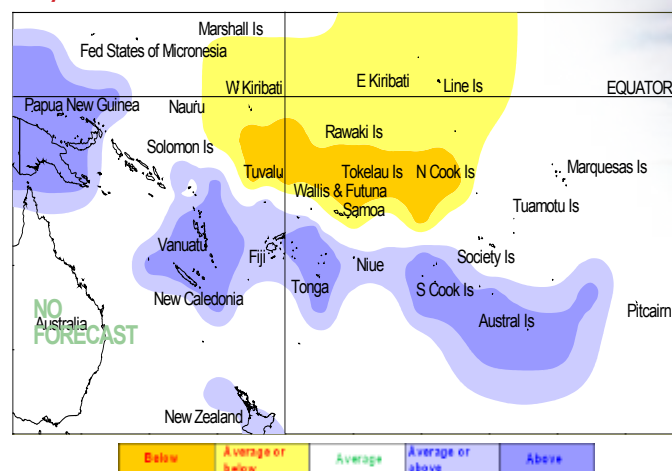 Marshall Is
Fed States of Micronesia
W Kiribati
E Kiribati
Line Is
EQUATOR
Papua New Guinea
Nauru
Rawaki Is
Solomon Is
Tuvalu
Tokelau Is
N Cook Is
Marquesas Is
Wallis & Futuna
Samoa
Tuamotu Is
Vanuatu
Fiji
Niue
Society Is
New Caledonia
Tonga
S Cook Is
Austral Is
Pitcairn
NO
FORECAST
Australia
New Zealand
Below
Average or
below
Average
Average or
above
Above